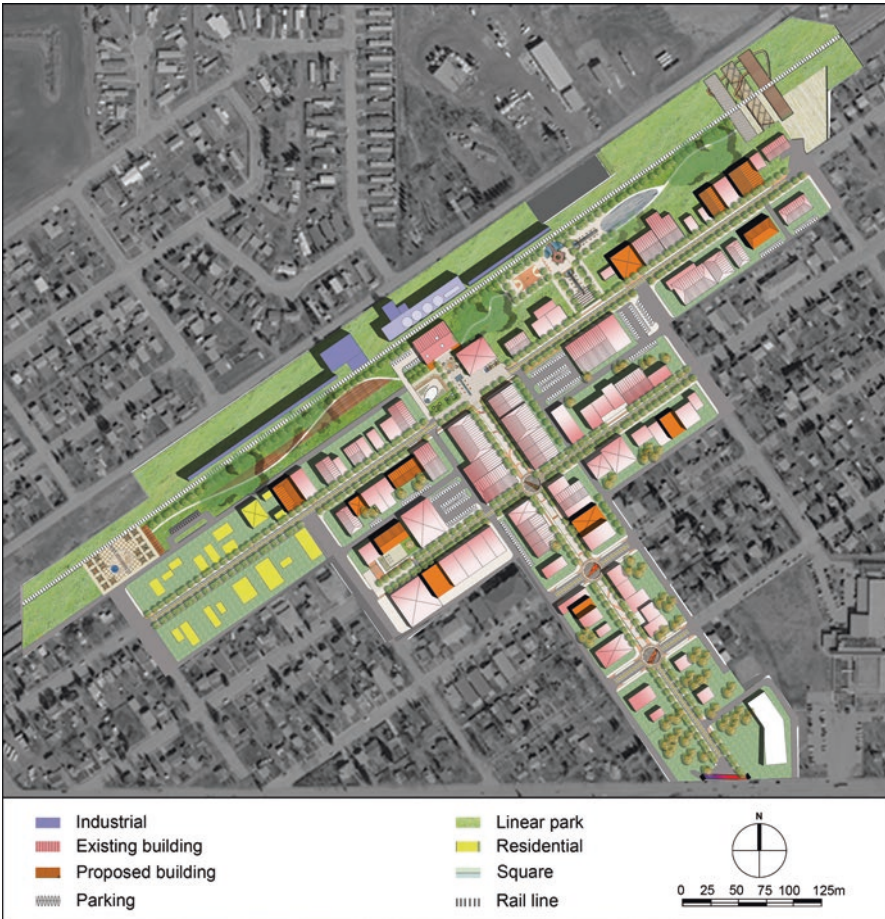 Industrial
Existing building
Proposed building
Parking
Linear park
Residential
Square
Rail line
N
0 25 50 75 100 125m